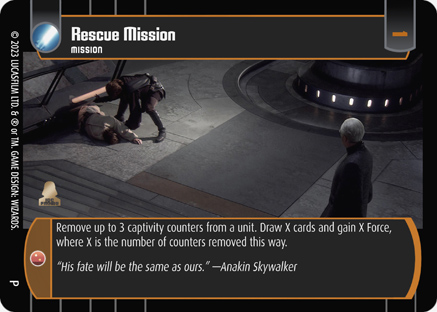 Rescue Mission
MISSION
1
Remove up to 3 captivity counters from a unit. Draw X cards and gain X Force,
where X is the number of counters removed this way.
"His fate will be the same as ours." —Anakin Skywalker
© 2023 LUCASFILM LTD. & ® or TM. GAME DESIGN: WIZARDS.
P